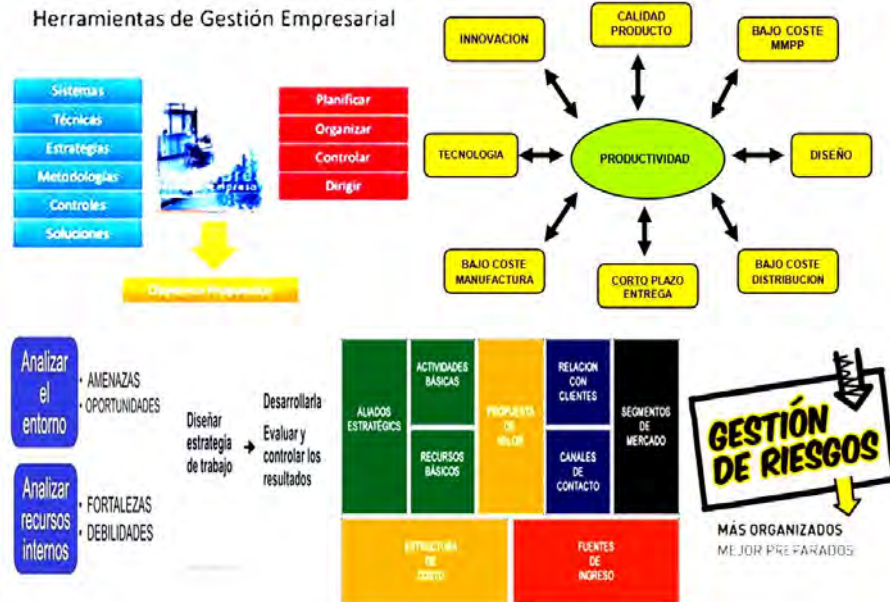 Herramientas de Gestión Empresarial
Sistemas
Técnicas
Estrategias
Metodologías
Controles
Soluciones
Planificar
Organizar
Controlar
Dirigir
INNOVACION
CALIDAD
PRODUCTO
BAJO COSTE
MMPP
TECNOLOGIA
PRODUCTIVIDAD
DISEÑO
BAJO COSTE
MANUFACTURA
CORTO PLAZO
ENTREGA
BAJO COSTE
DISTRIBUCION
Analizar
el
entorno
• AMENAZAS
• OPORTUNIDADES
Analizar
recursos
internos
• FORTALEZAS
• DEBILIDADES
Diseñar
estrategia
de trabajo
Desarrollarla
Evaluar y
controlar los
resultados
ALIADOS
ESTRATÉGICS
ACTIVIDADES
BÁSICAS
RECURSOS
BÁSICOS
PROPUESTA
DE
VALOR
RELACION
CON
CLIENTES
CANALES
DE
CONTACTO
SEGMENTOS
DE
MERCADO
ESTRUCTURA
DE
COSTO
FUENTES
DE
INGRESO
GESTIÓN
DE RIESGOS
MÁS ORGANIZADOS
MEJOR PREPARADOS